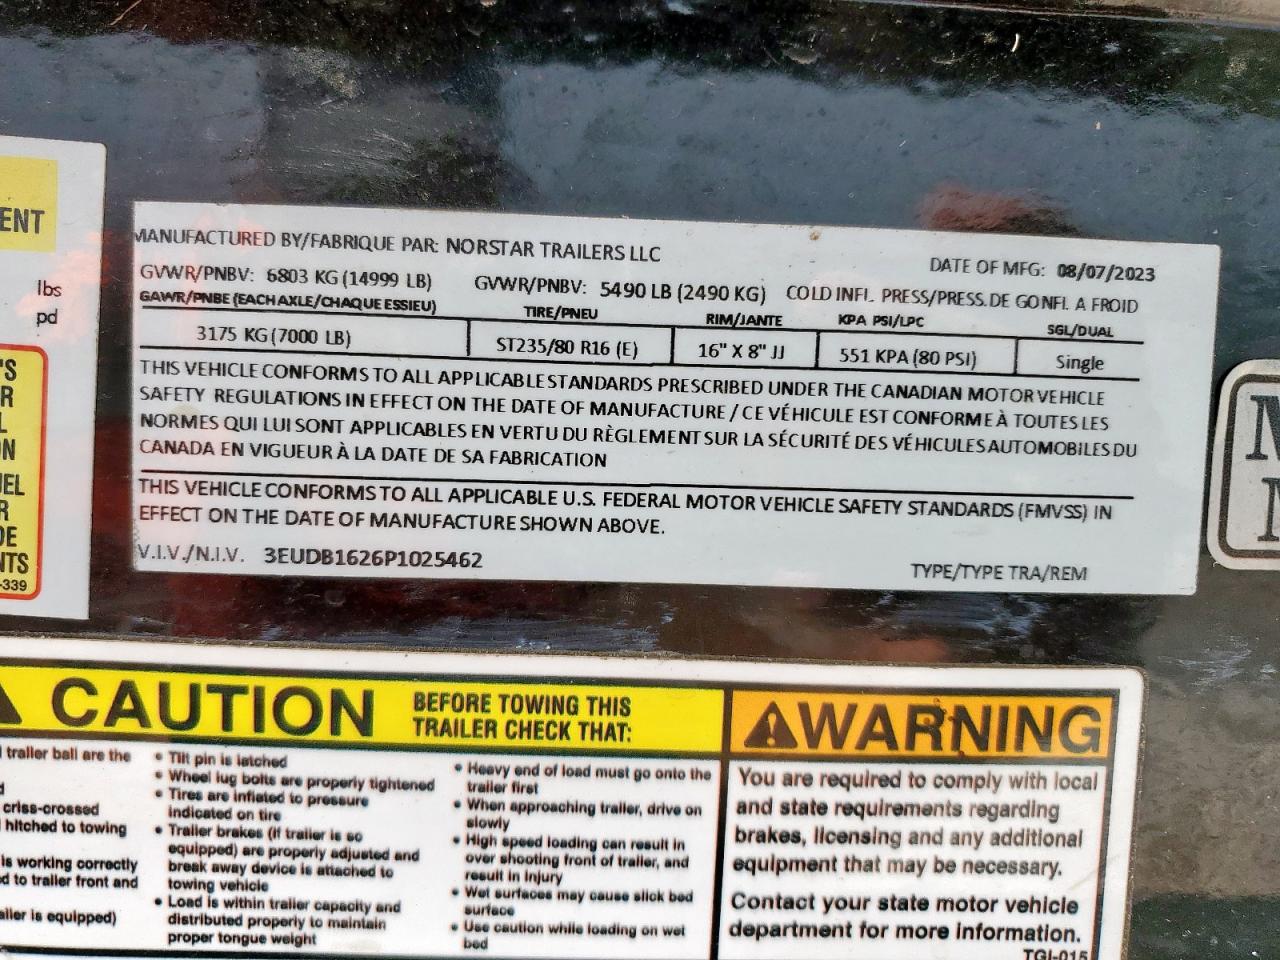 ENT
lbs
pd
'S
R
L
ON
UEL
R
DE
NTS
-339
MANUFACTURED BY/FABRIQUE PAR: NORSTAR TRAILERS LLC
DATE OF MFG: 08/07/2023
GVWR/PNBV: 6803 KG (14999 LB) GVWR/PNBV: 5490 LB (2490 KG) COLD INFL. PRESS/PRESS.DE GONFL A FROID
GAWR/PNBE (EACH AXLE/CHAQUE ESSIEU) TIRE/PNEU RIM/JANTE KPA PSI/LPC SGL/DUAL
3175 KG (7000 LB) ST235/80 R16 (E) 16" X 8" JJ 551 KPA (80 PSI) Single
THIS VEHICLE CONFORMS TO ALL APPLICABLE STANDARDS PRESCRIBED UNDER THE CANADIAN MOTOR VEHICLE
SAFETY REGULATIONS IN EFFECT ON THE DATE OF MANUFACTURE / CE VÉHICULE EST CONFORME À TOUTES LES
NORMES QUI LUI SONT APPLICABLES EN VERTU DU RÈGLEMENT SUR LA SÉCURITÉ DES VÉHICULES AUTOMOBILES DU
CANADA EN VIGUEUR À LA DATE DE SA FABRICATION
THIS VEHICLE CONFORMS TO ALL APPLICABLE U.S. FEDERAL MOTOR VEHICLE SAFETY STANDARDS (FMVSS) IN
EFFECT ON THE DATE OF MANUFACTURE SHOWN ABOVE.
V.I.V./N.I.V. 3EUDB1626P1025462
TYPE/TYPE TRA/REM
CAUTION
BEFORE TOWING THIS
TRAILER CHECK THAT:
trailer ball are the
criss-crossed
hitched to towing
is working correctly
d to trailer front and
ailer is equipped)
• Tilt pin is latched
• Wheel lug bolts are properly tightened
• Tires are inflated to pressure
indicated on tire
• Trailer brakes (if trailer is so
equipped) are properly adjusted and
break away device is attached to
towing vehicle
• Load is within trailer capacity and
distributed properly to maintain
proper tongue weight
• Heavy end of load must go onto the
trailer first
• When approaching trailer, drive on
slowly
• High speed loading can result in
over shooting front of trailer, and
result in injury
• Wet surfaces may cause slick bed
surface
• Use caution while loading on wet
bed
WARNING
You are required to comply with local
and state requirements regarding
brakes, licensing and any additional
equipment that may be necessary.
Contact your state motor vehicle
department for more information.
TGI-015